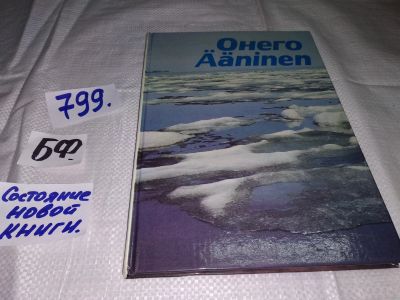 Онего
Ääninen
799.
БФ.
Состояние
новой
книги.